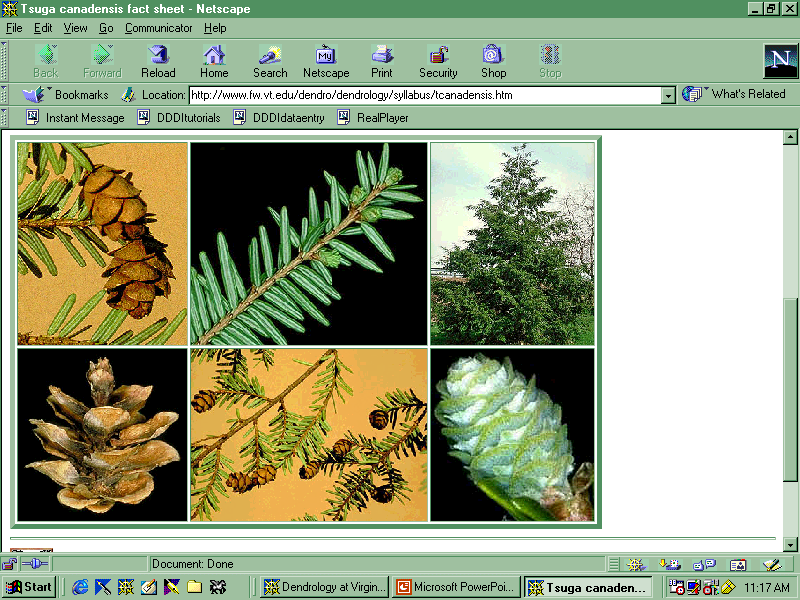 Tsuga canadensis fact sheet - Netscape
File Edit View Go Communicator Help
Back Forward Reload Home Search Netscape Print Security Shop Stop
My
N
Bookmarks Location: http://www.fw.vt.edu/dendro/dendrology/syllabus/tcanadensis.htm What's Related
Instant Message DDDItutorials DDDIdataentry RealPlayer
Document: Done
Start Dendrology at Virgin... Microsoft PowerPoi... Tsuga canaden... 11:17 AM